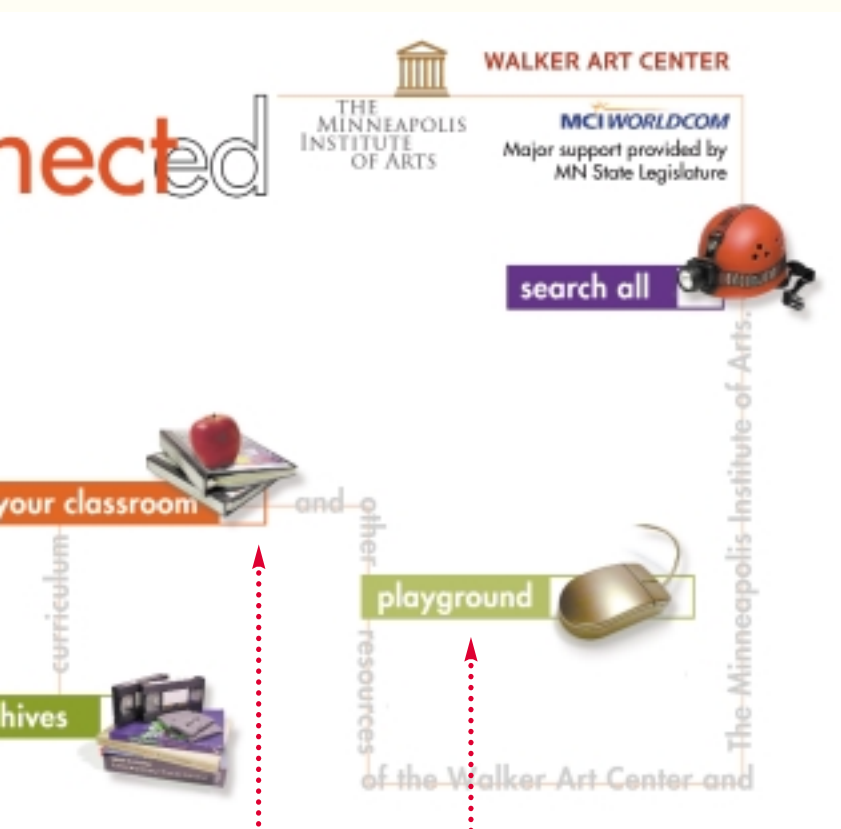 WALKER ART CENTER
nected
THE
MINNEAPOLIS
INSTITUTE
OF ARTS
MCI WORLDCOM
Major support provided by
MN State Legislature
search all
your classroom
and
other
playground
curriculum
resources
hives
of the Walker Art Center and
The Minneapolis Institute of Arts.